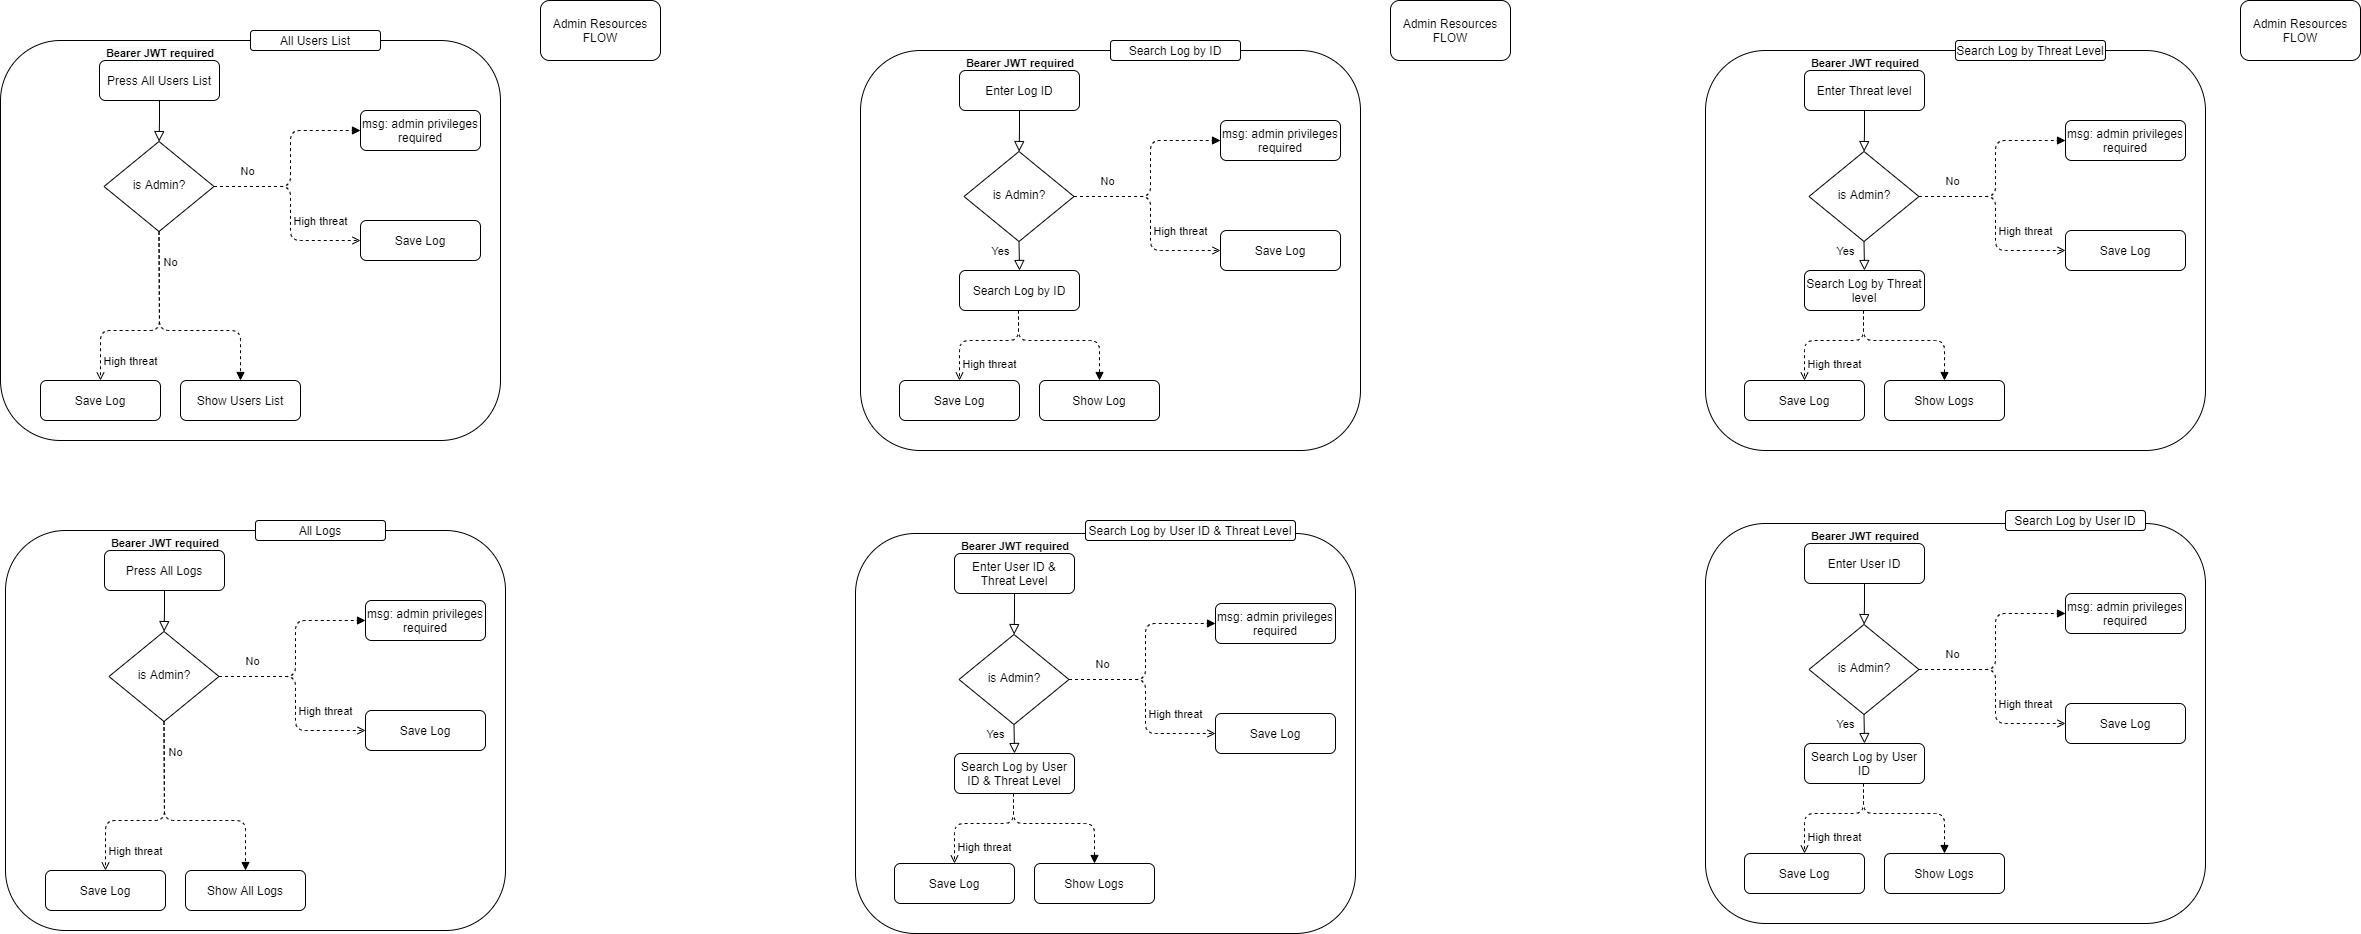 Admin Resources
FLOW
All Users List
Bearer JWT required
Press All Users List
is Admin?
No
msg: admin privileges
required
High threat
Save Log
No
High threat
Save Log
Show Users List
Admin Resources
FLOW
Search Log by ID
Bearer JWT required
Enter Log ID
is Admin?
No
msg: admin privileges
required
High threat
Save Log
Yes
Search Log by ID
High threat
Save Log
Show Log
Admin Resources
FLOW
Search Log by Threat Level
Bearer JWT required
Enter Threat level
is Admin?
No
msg: admin privileges
required
High threat
Save Log
Yes
Search Log by Threat
level
High threat
Save Log
Show Logs
All Logs
Bearer JWT required
Press All Logs
is Admin?
No
msg: admin privileges
required
High threat
Save Log
No
High threat
Save Log
Show All Logs
Search Log by User ID & Threat Level
Bearer JWT required
Enter User ID &
Threat Level
is Admin?
No
msg: admin privileges
required
High threat
Save Log
Yes
Search Log by User
ID & Threat Level
High threat
Save Log
Show Logs
Search Log by User ID
Bearer JWT required
Enter User ID
is Admin?
No
msg: admin privileges
required
High threat
Save Log
Yes
Search Log by User
ID
High threat
Save Log
Show Logs